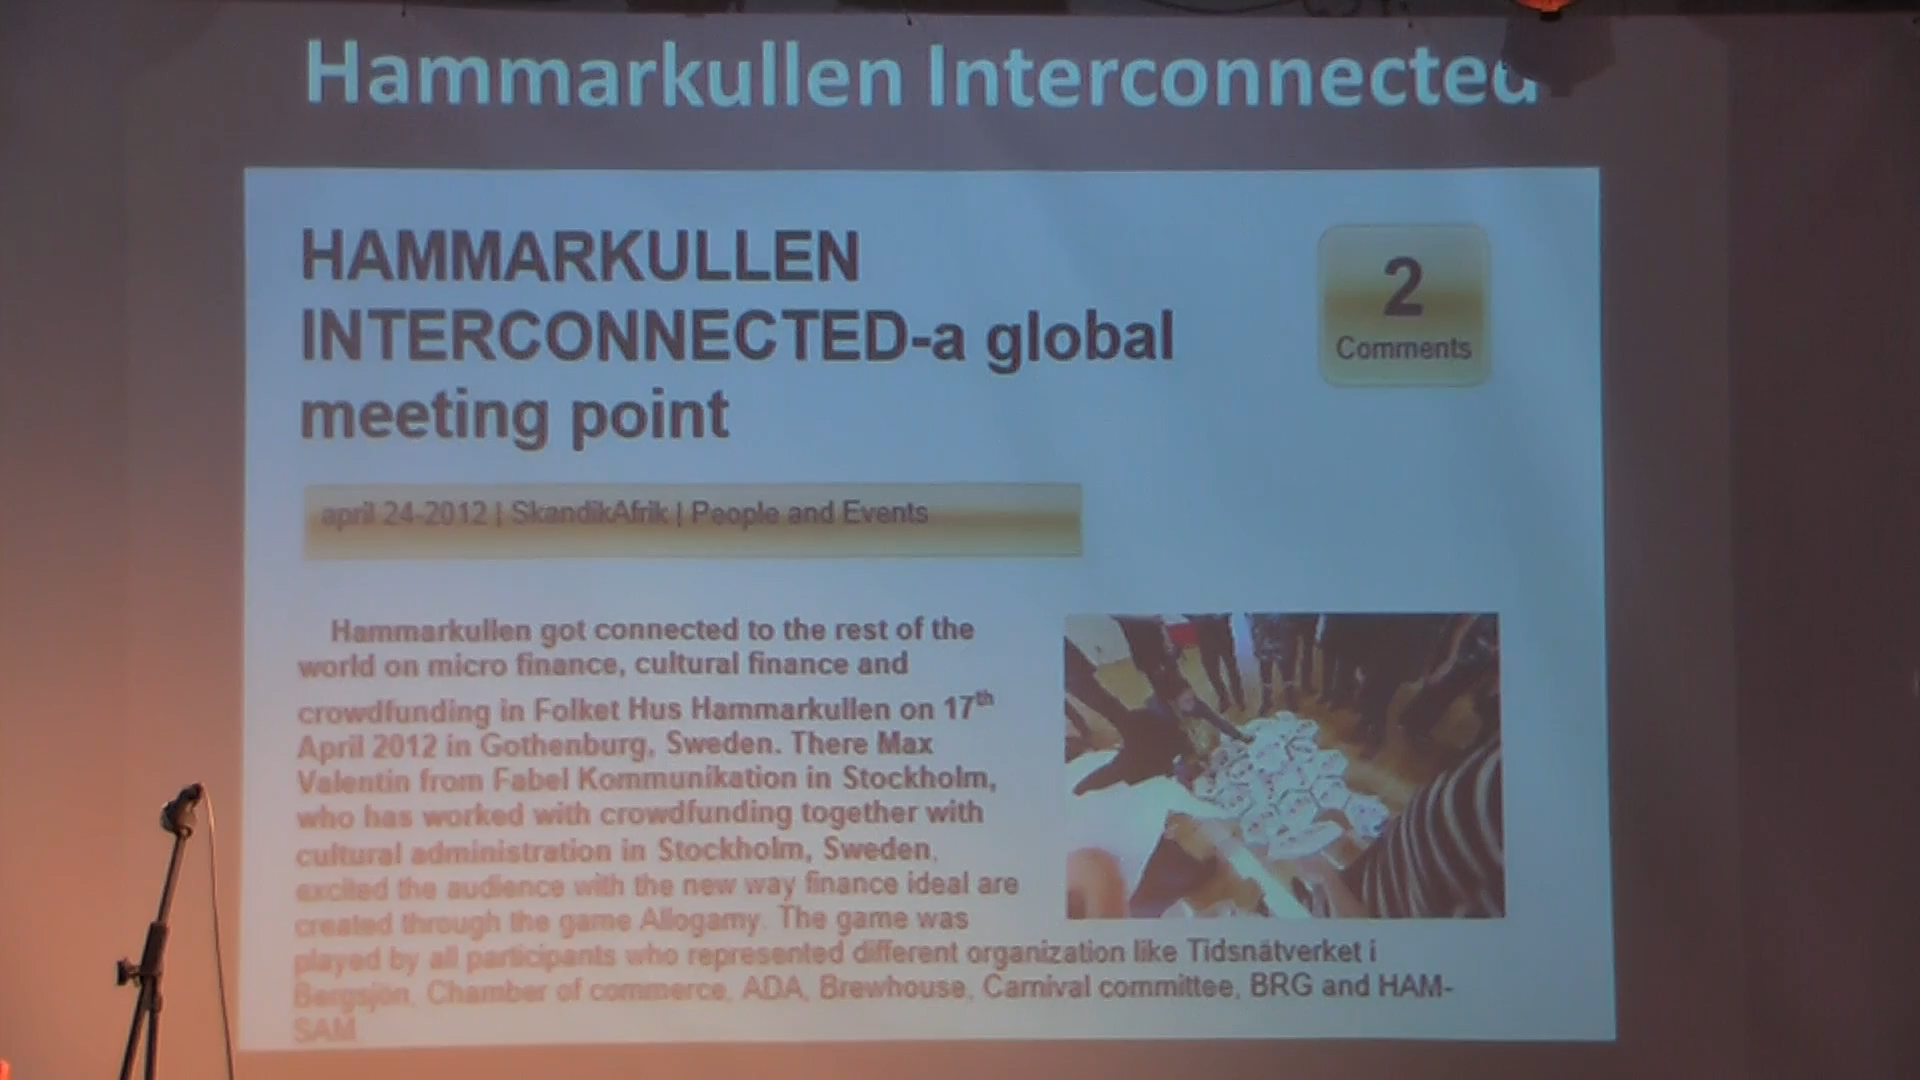 Hammarkullen Interconnected
HAMMARKULLEN
INTERCONNECTED-a global
meeting point
2
Comments
april 24-2012 | SkandikAfrik | People and Events
Hammarkullen got connected to the rest of the
world on micro finance, cultural finance and
crowdfunding in Folket Hus Hammarkullen on 17th
April 2012 in Gothenburg, Sweden. There Max
Valentin from Fabel Kommunikation in Stockholm,
who has worked with crowdfunding together with
cultural administration in Stockholm, Sweden,
excited the audience with the new way finance ideal are
created through the game Allogamy. The game was
played by all participants who represented different organization like Tidsnätverket i
Bergsjön, Chamber of commerce, ADA, Brewhouse, Carnival committee, BRG and HAM-
SAM